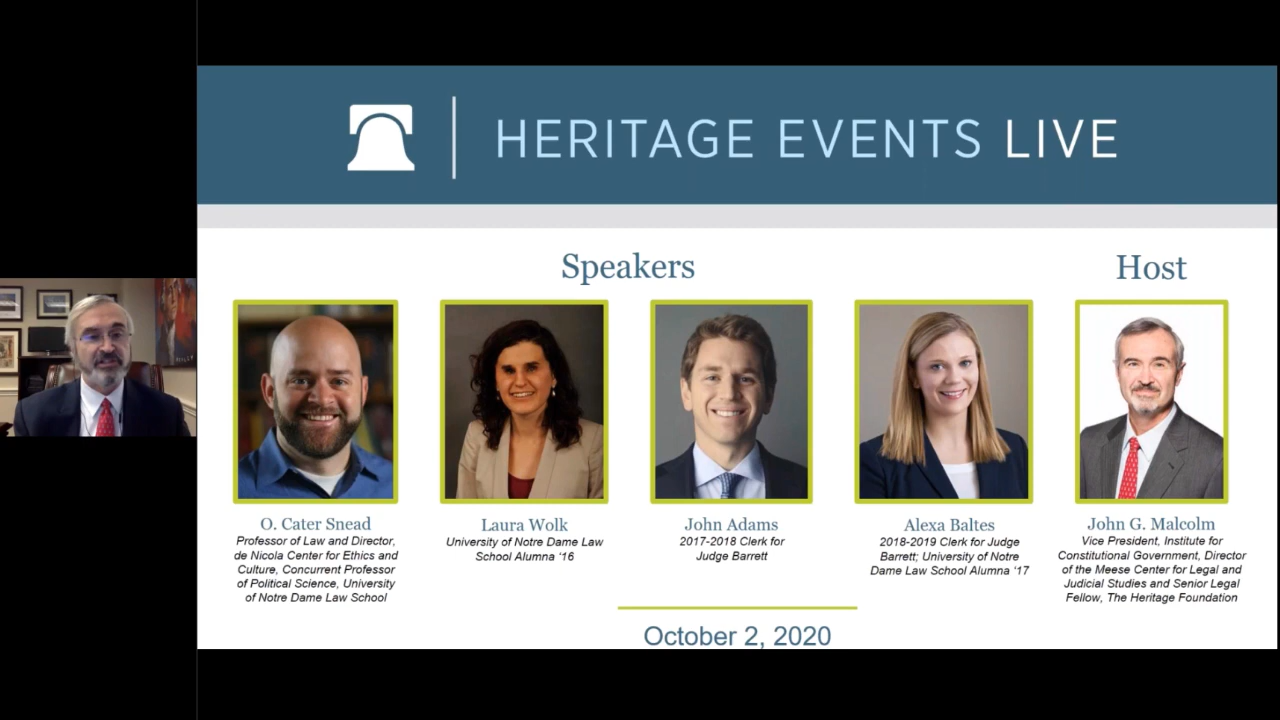 HERITAGE EVENTS LIVE
Speakers
Host
O. Cater Snead
Professor of Law and Director,
de Nicola Center for Ethics and
Culture, Concurrent Professor
of Political Science, University
of Notre Dame Law School
Laura Wolk
University of Notre Dame Law
School Alumna ‘16
John Adams
2017-2018 Clerk for
Judge Barrett
Alexa Baltes
2018-2019 Clerk for Judge
Barrett; University of Notre
Dame Law School Alumna ‘17
John G. Malcolm
Vice President, Institute for
Constitutional Government, Director
of the Meese Center for Legal and
Judicial Studies and Senior Legal
Fellow, The Heritage Foundation
October 2, 2020